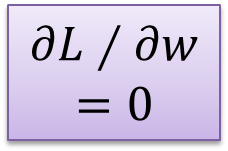 ∂L / ∂w
= 0